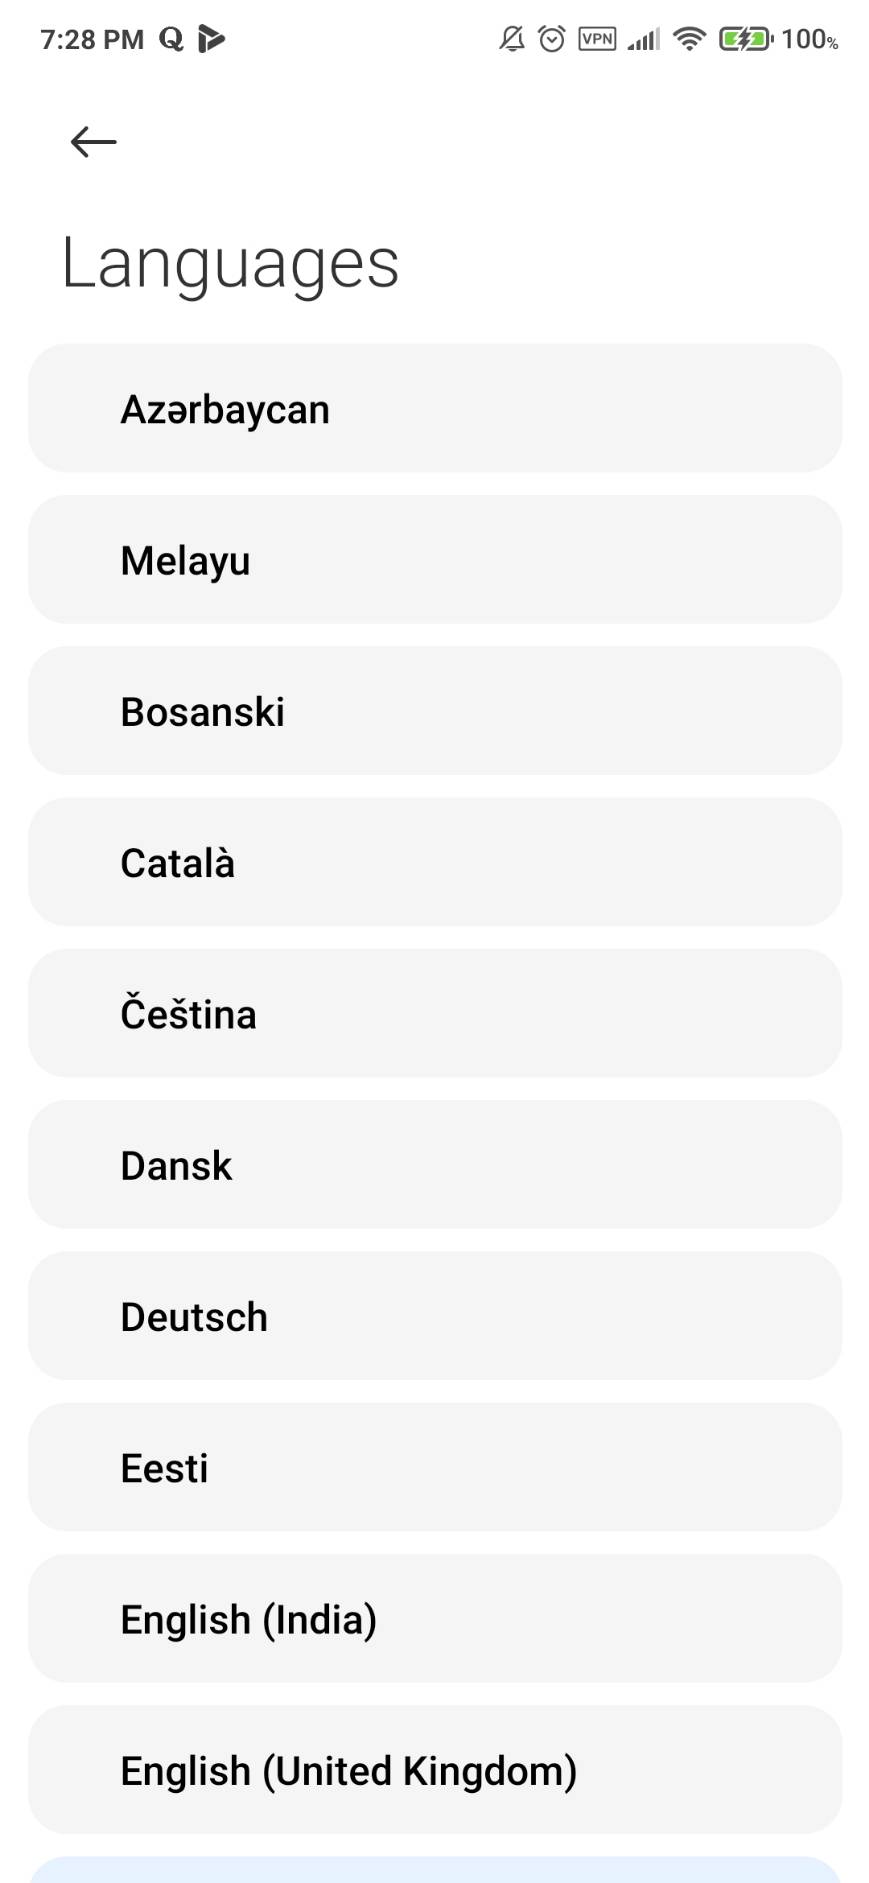 7:28 PM VPN 100%
Languages
Azərbaycan
Melayu
Bosanski
Català
Čeština
Dansk
Deutsch
Eesti
English (India)
English (United Kingdom)